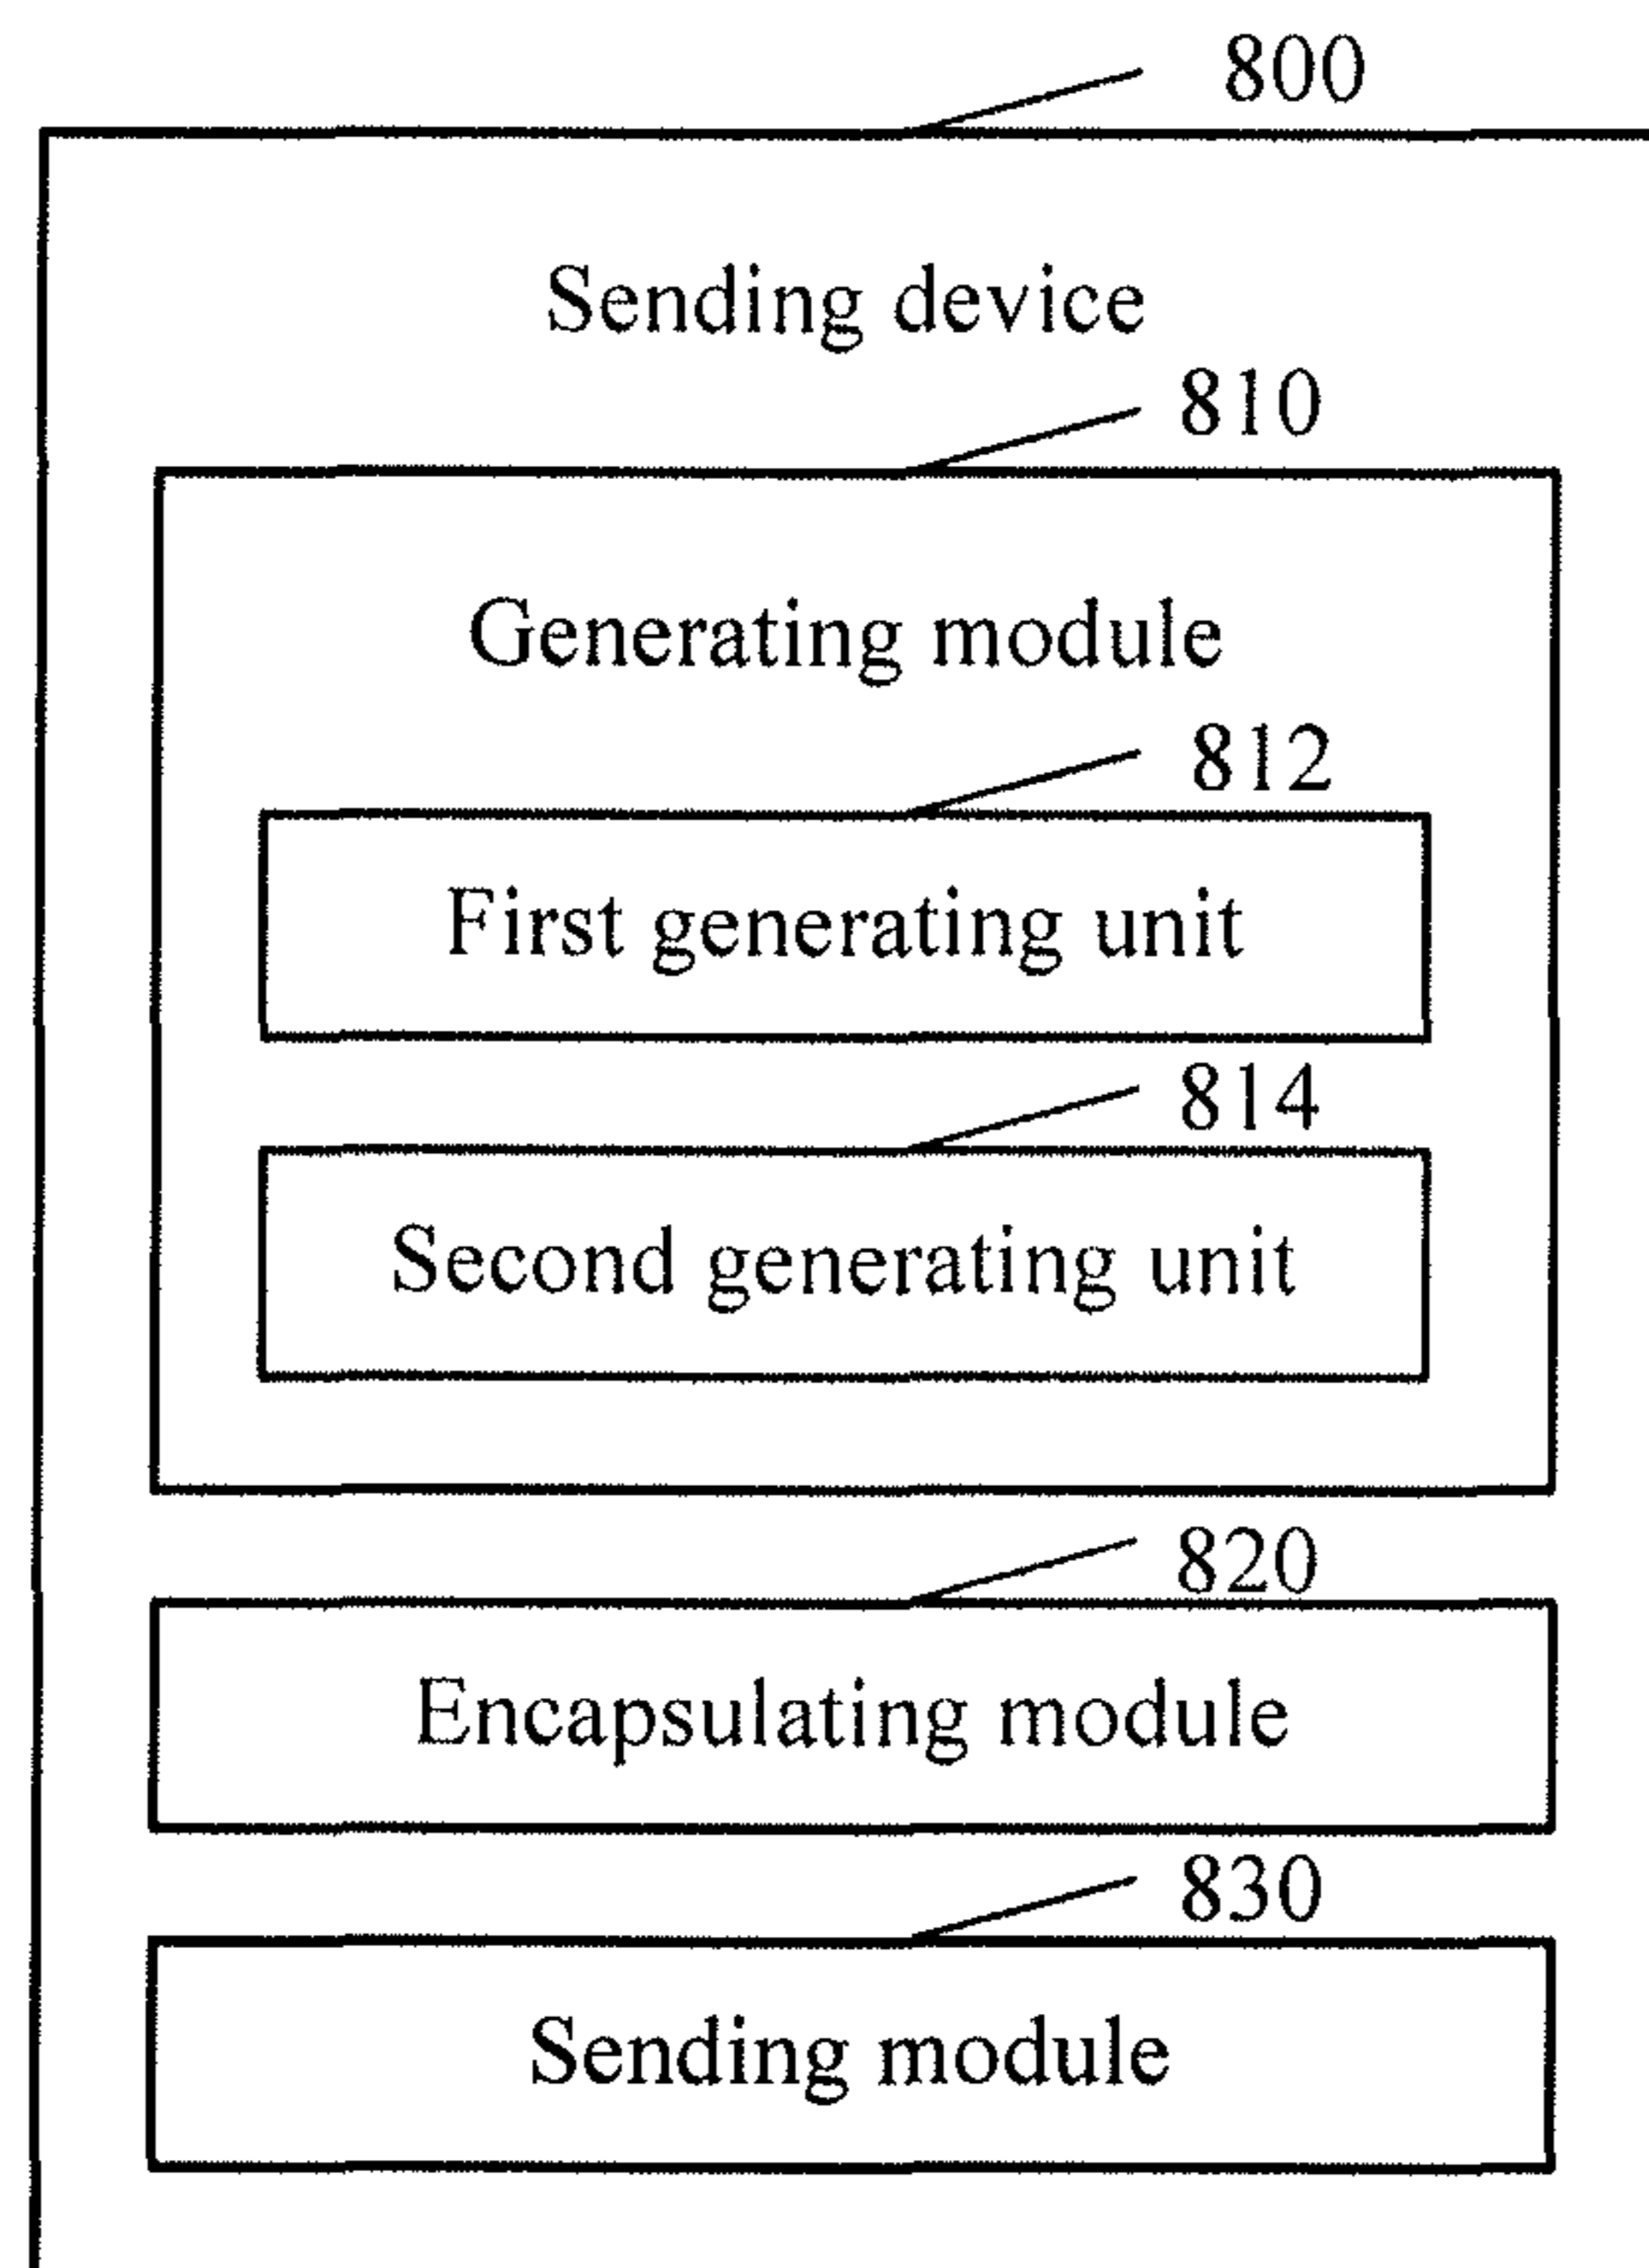 800
Sending device
810
Generating module
812
First generating unit
814
Second generating unit
820
Encapsulating module
830
Sending module